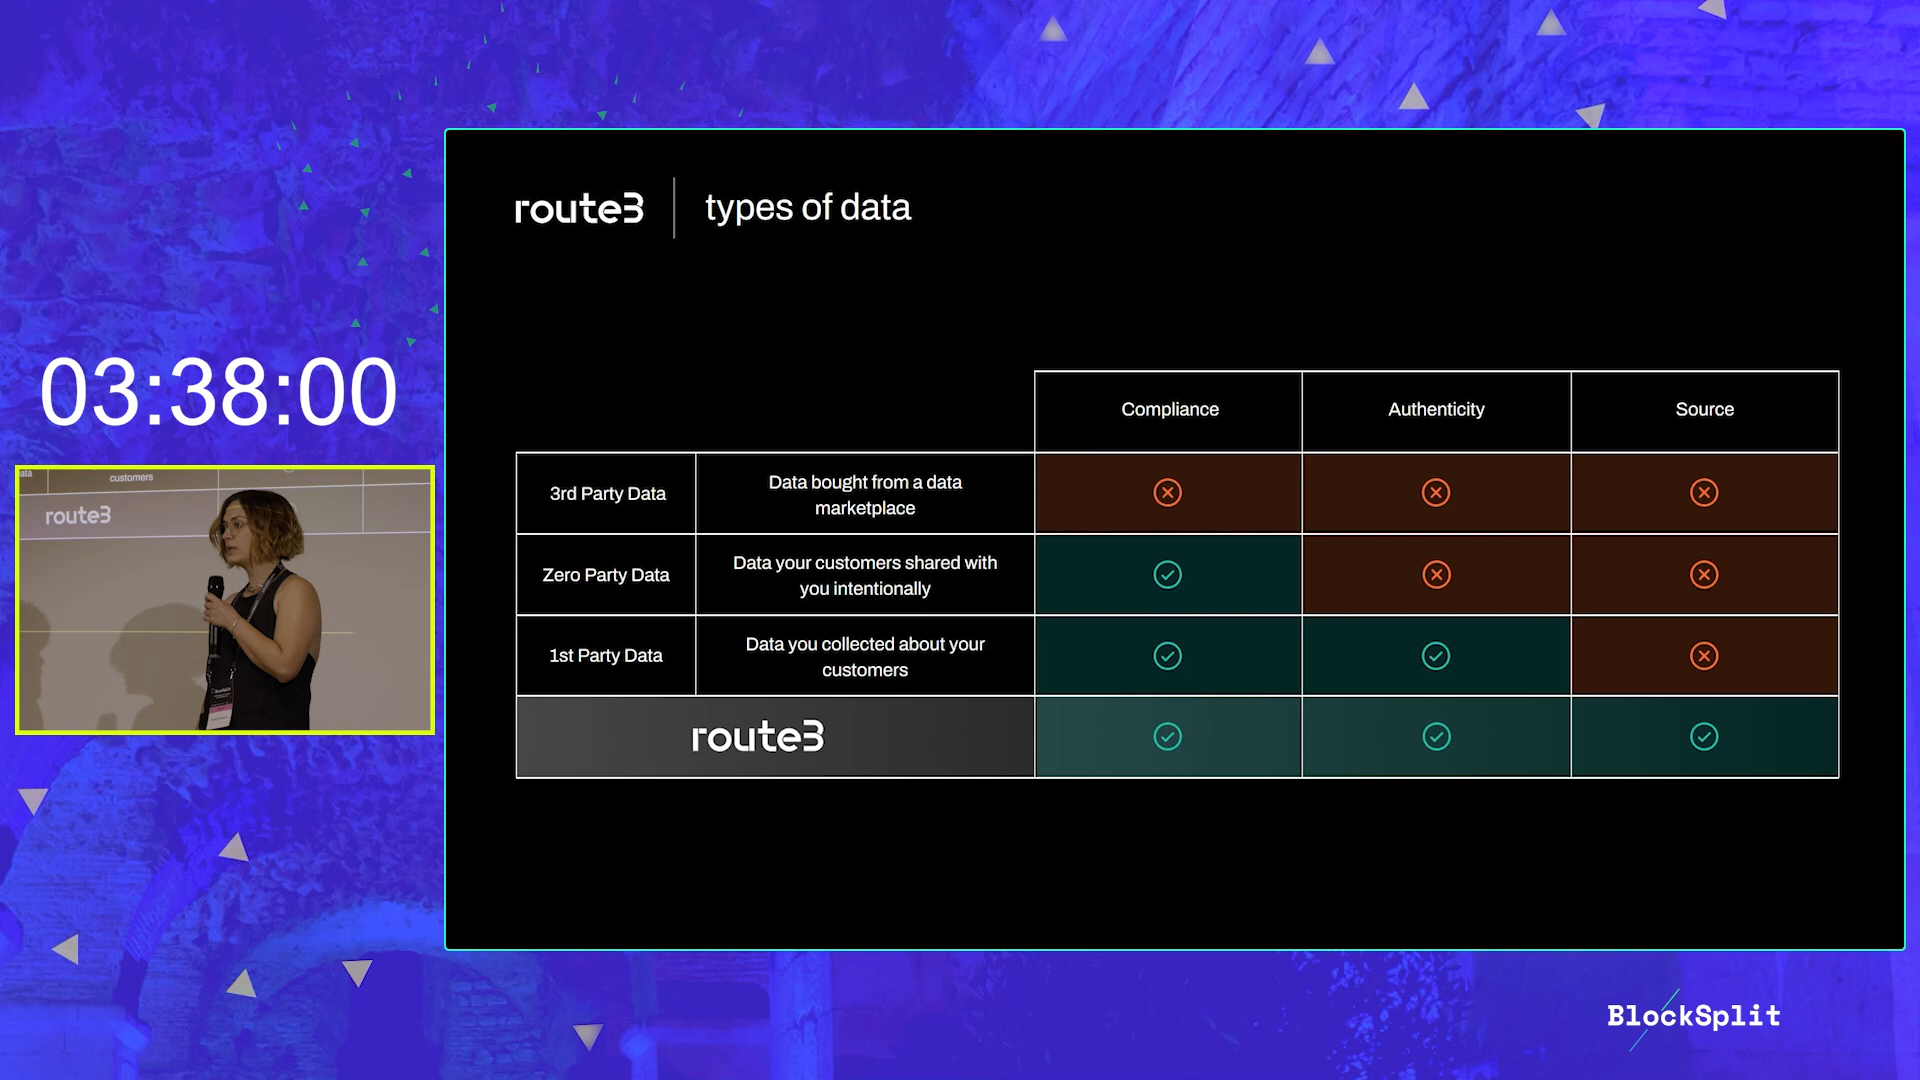 route3
types of data
03:38:00
Compliance
Authenticity
Source
3rd Party Data
Data bought from a data
marketplace
Zero Party Data
Data your customers shared with
you intentionally
1st Party Data
Data you collected about your
customers
route3
customers
route3
BlockSplit